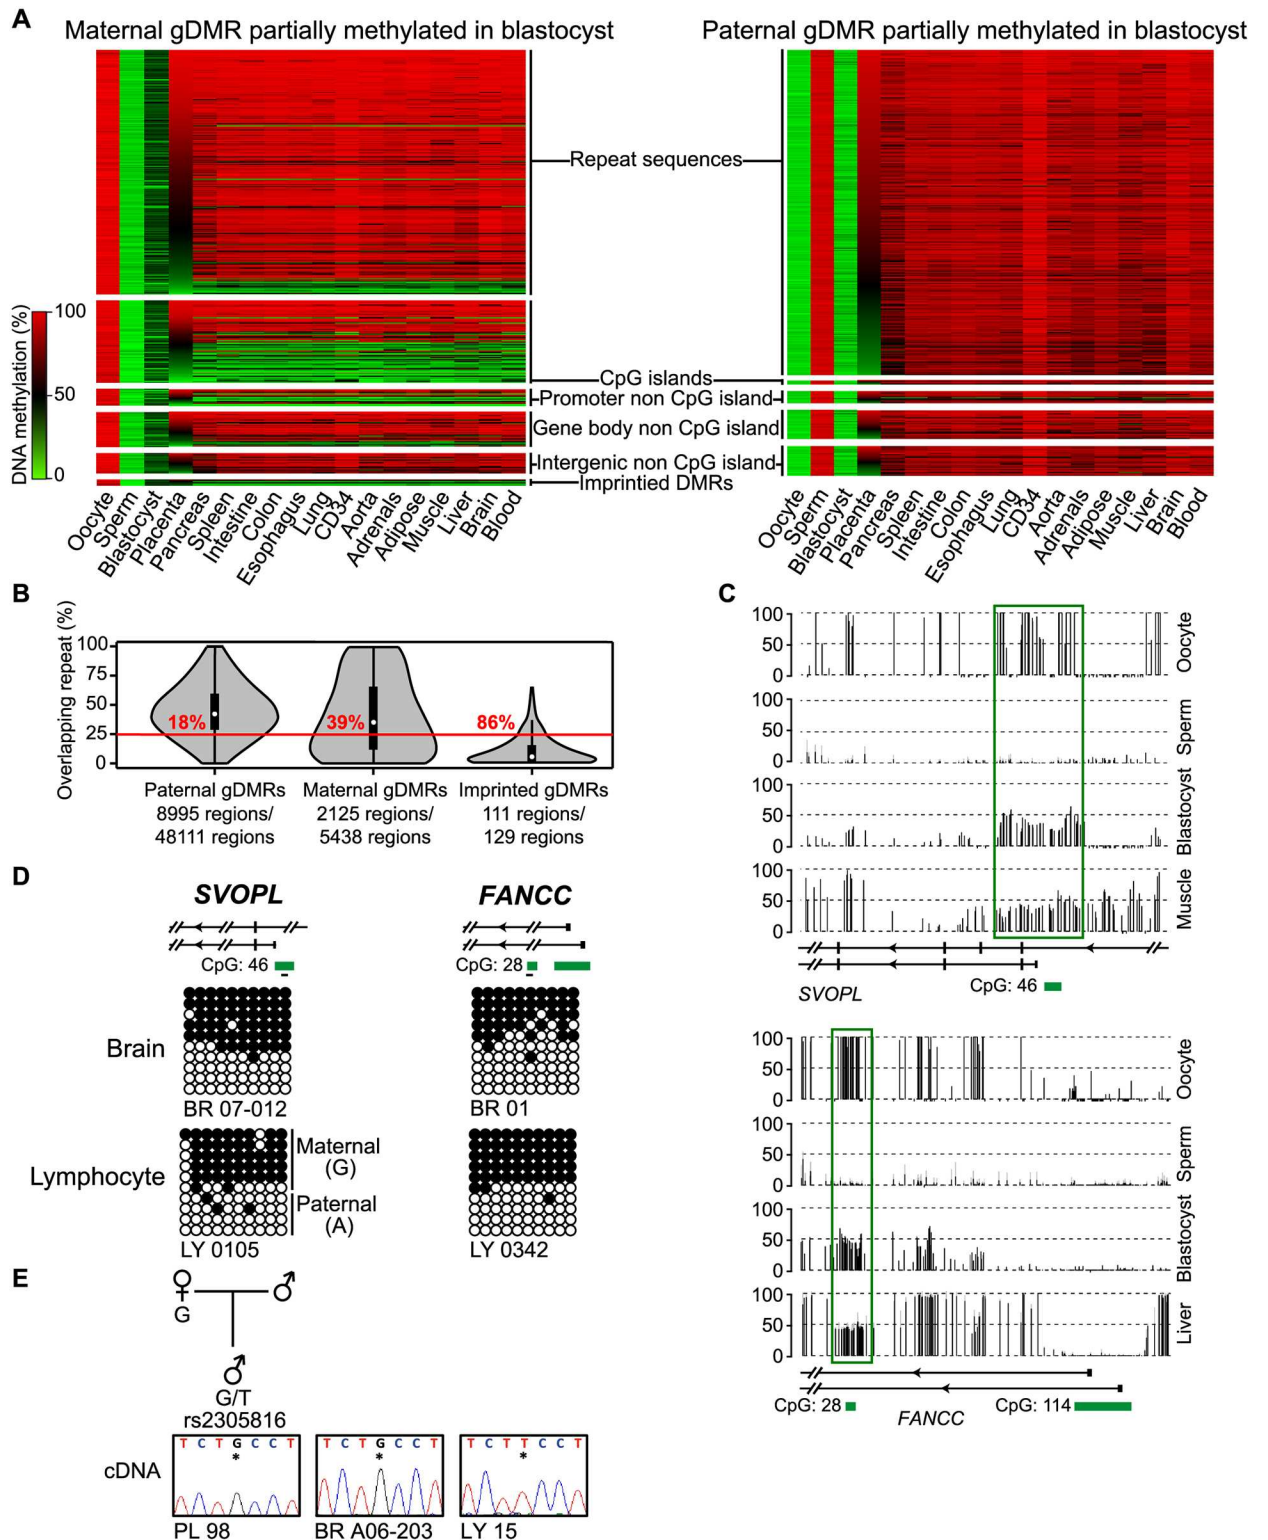 A
Maternal gDMR partially methylated in blastocyst
Paternal gDMR partially methylated in blastocyst
Repeat sequences
CpG islands
Promoter non CpG island
Gene body non CpG island
Intergenic non CpG island
Imprintied DMRs
DNA methylation (%)
100
50
0
Oocyte
Sperm
Blastocyst
Placenta
Pancreas
Spleen
Intestine
Colon
Esophagus
Lung
CD34
Aorta
Adrenals
Adipose
Muscle
Liver
Brain
Blood
Oocyte
Sperm
Blastocyst
Placenta
Pancreas
Spleen
Intestine
Colon
Esophagus
Lung
CD34
Aorta
Adrenals
Adipose
Muscle
Liver
Brain
Blood
B
Overlapping repeat (%)
100
75
50
25
0
18%
39%
86%
Paternal gDMRs
8995 regions/
48111 regions
Maternal gDMRs
2125 regions/
5438 regions
Imprinted gDMRs
111 regions/
129 regions
C
100
50
0
Oocyte
100
50
0
Sperm
100
50
0
Blastocyst
100
50
0
Muscle
CpG: 46
SVOPL
100
50
0
Oocyte
100
50
0
Sperm
100
50
0
Blastocyst
100
50
0
Liver
CpG: 28
FANCC
CpG: 114
D
SVOPL
FANCC
CpG: 46
CpG: 28
Brain
BR 07-012
BR 01
Lymphocyte
Maternal
(G)
Paternal
(A)
LY 0105
LY 0342
E
♀
♂
G
♂
G/T
rs2305816
cDNA
T C T G C C T
*
PL 98
T C T G C C T
*
BR A06-203
T C T T C C T
*
LY 15